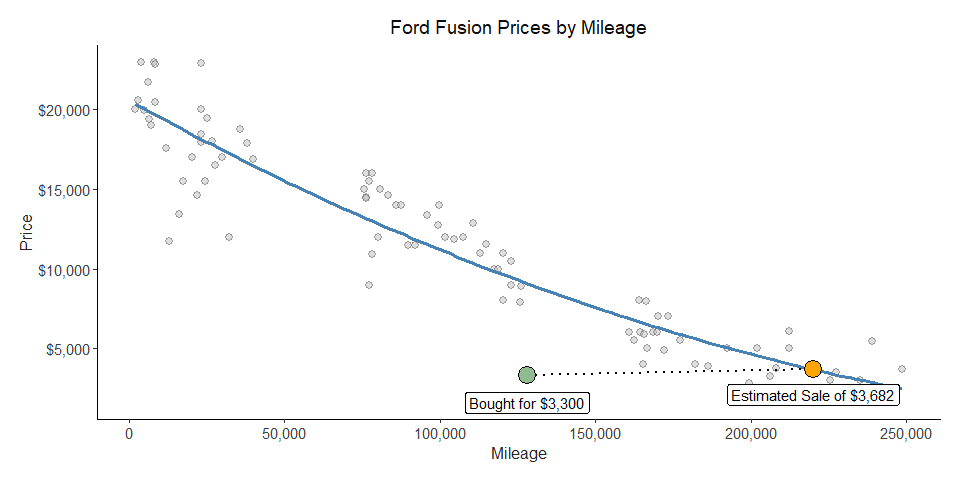 Ford Fusion Prices by Mileage
Price
$20,000
$15,000
$10,000
$5,000
Bought for $3,300
Estimated Sale of $3,682
0 50,000 100,000 150,000 200,000 250,000
Mileage